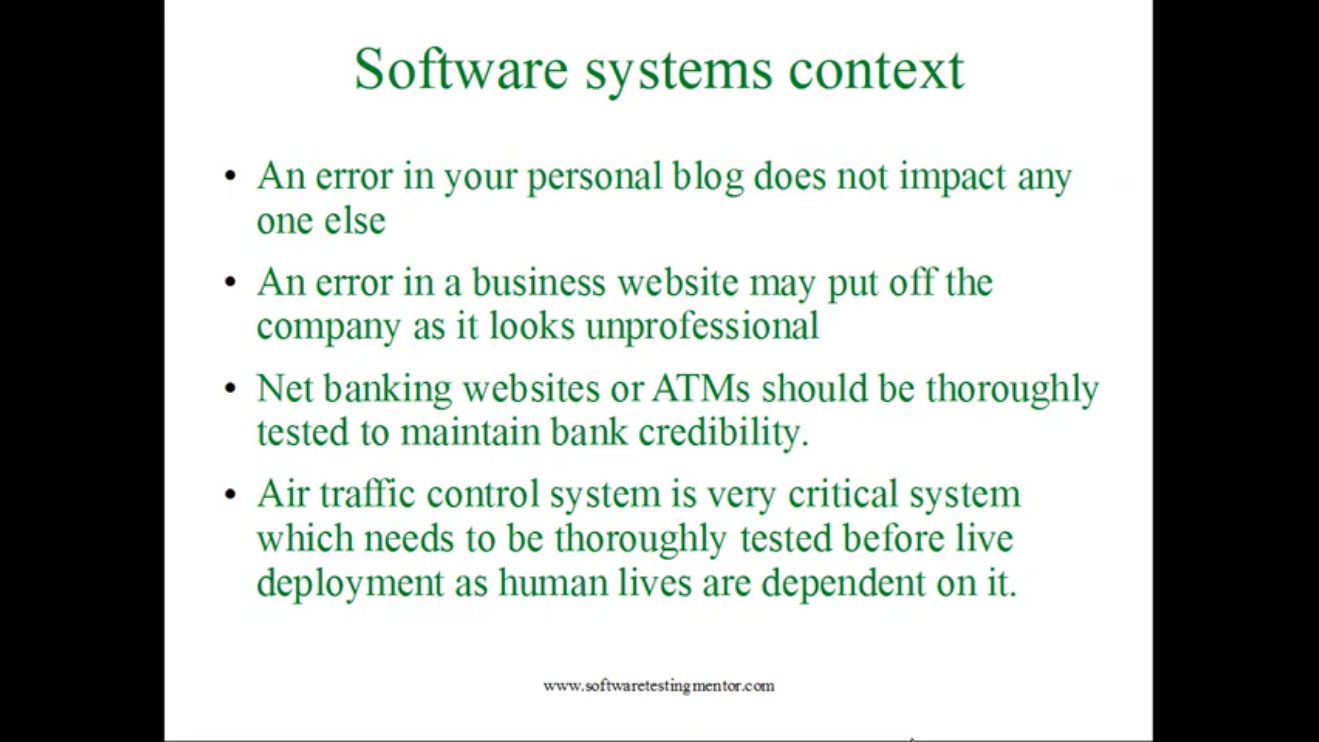 Software systems context
• An error in your personal blog does not impact any
one else
• An error in a business website may put off the
company as it looks unprofessional
• Net banking websites or ATMs should be thoroughly
tested to maintain bank credibility.
• Air traffic control system is very critical system
which needs to be thoroughly tested before live
deployment as human lives are dependent on it.
www.softwaretestingmentor.com